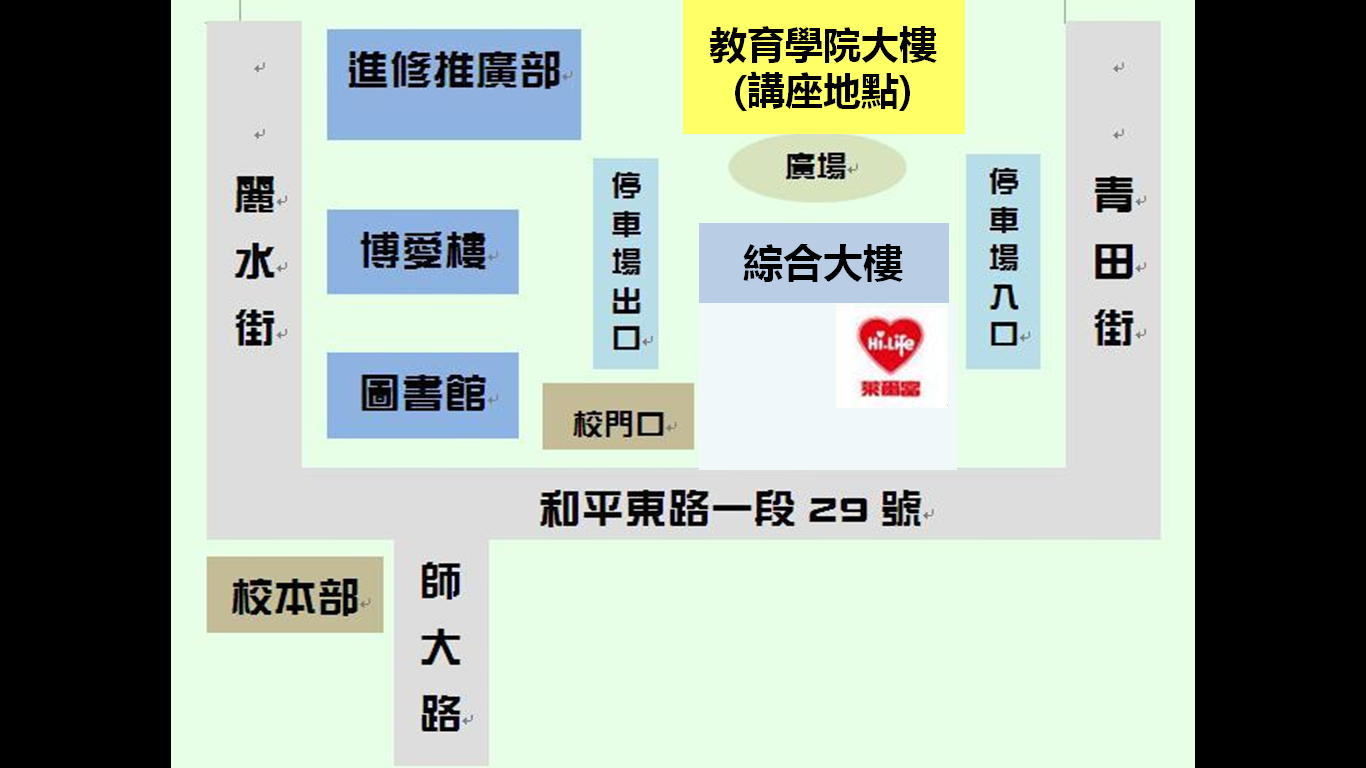 進修推廣部
教育學院大樓
(講座地點)
廣場
麗水街
博愛樓
停車場出口
綜合大樓
停車場入口
青田街
Hi-Life
萊爾富
圖書館
校門口
和平東路一段 29 號
校本部
師大路